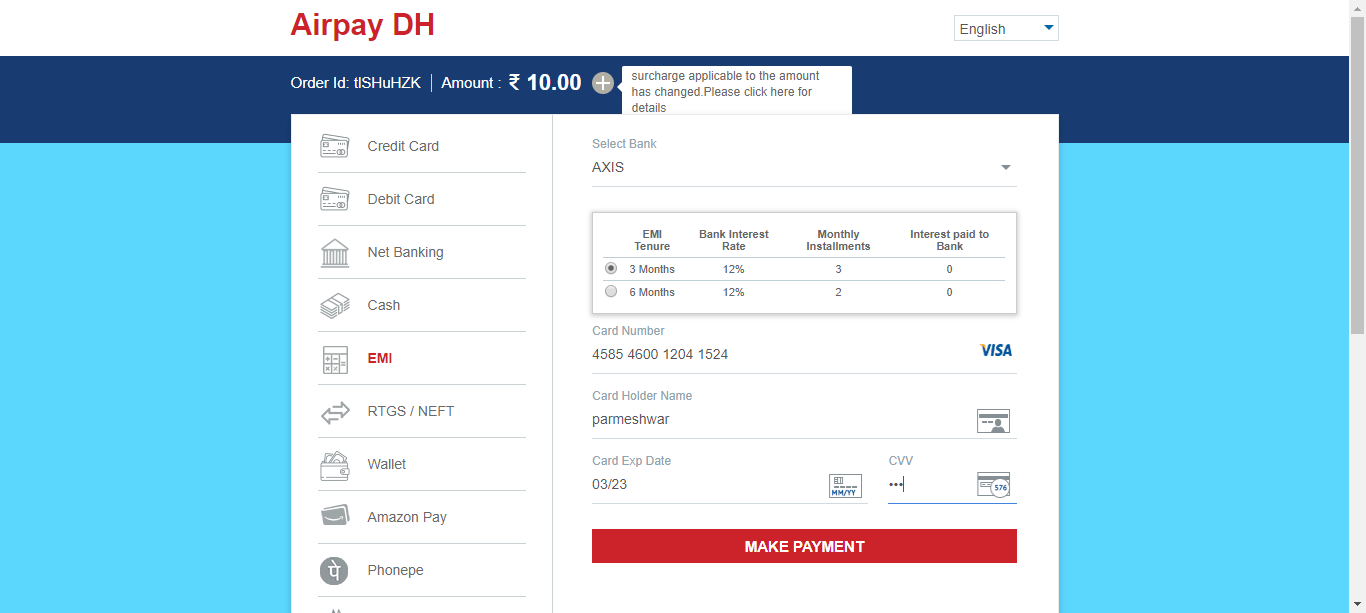 Airpay DH
English
Order Id: tlSHuHZK | Amount : ₹ 10.00
surcharge applicable to the amount
has changed.Please click here for
details
Credit Card
Debit Card
Net Banking
Cash
EMI
RTGS / NEFT
Wallet
Amazon Pay
Phonepe
Select Bank
AXIS
EMI Tenure Bank Interest Rate Monthly Installments Interest paid to Bank
3 Months 12% 3 0
6 Months 12% 2 0
Card Number
4585 4600 1204 1524 VISA
Card Holder Name
parmeshwar
Card Exp Date
03/23 MM/YY
CVV
••• 576
MAKE PAYMENT